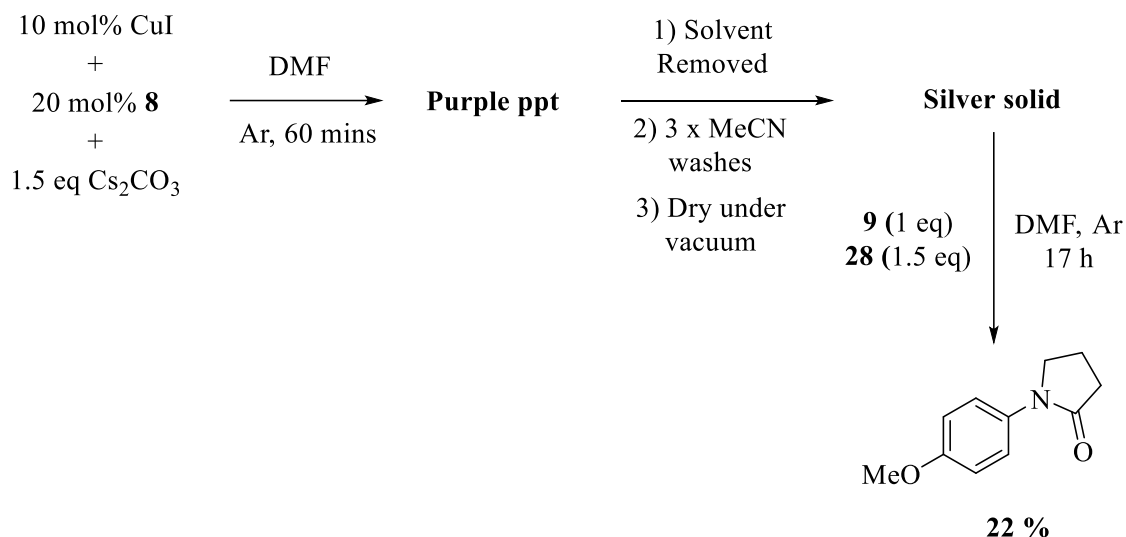 10 mol% CuI
+
20 mol% 8
+
1.5 eq Cs₂CO₃
DMF
Ar, 60 mins
Purple ppt
1) Solvent
Removed
2) 3 x MeCN
washes
3) Dry under
vacuum
Silver solid
9 (1 eq)
28 (1.5 eq)
DMF, Ar
17 h
N
O
MeO
22 %